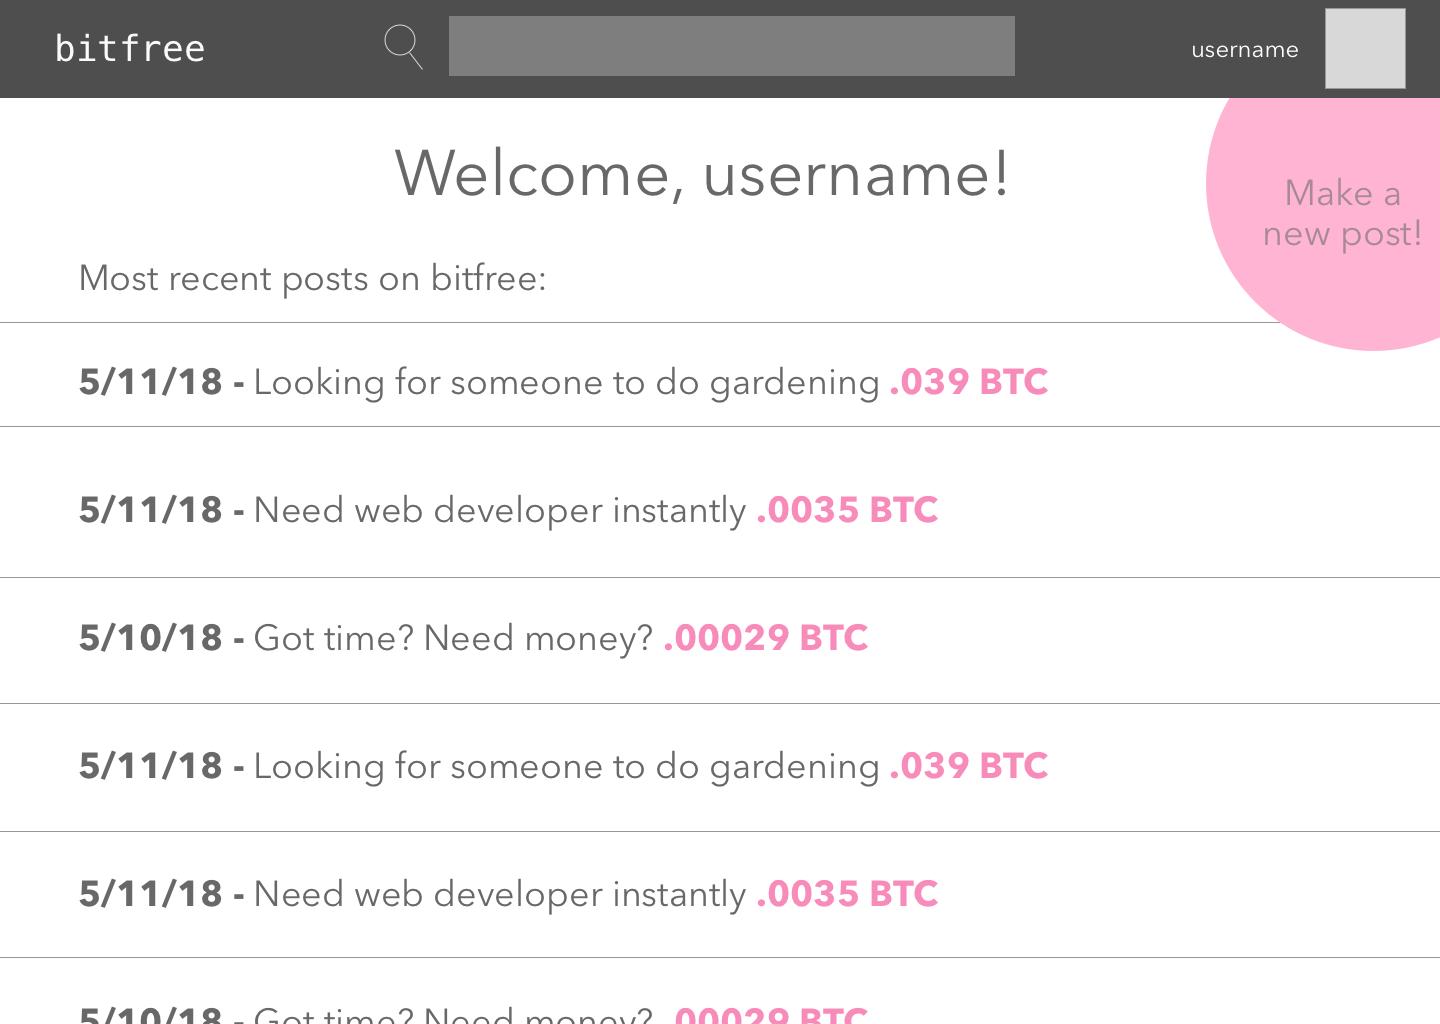 bitfree
username
Welcome, username!
Make a
new post!
Most recent posts on bitfree:
5/11/18 - Looking for someone to do gardening .039 BTC
5/11/18 - Need web developer instantly .0035 BTC
5/10/18 - Got time? Need money? .00029 BTC
5/11/18 - Looking for someone to do gardening .039 BTC
5/11/18 - Need web developer instantly .0035 BTC
5/10/18 - Got time? Need money? .00029 BTC